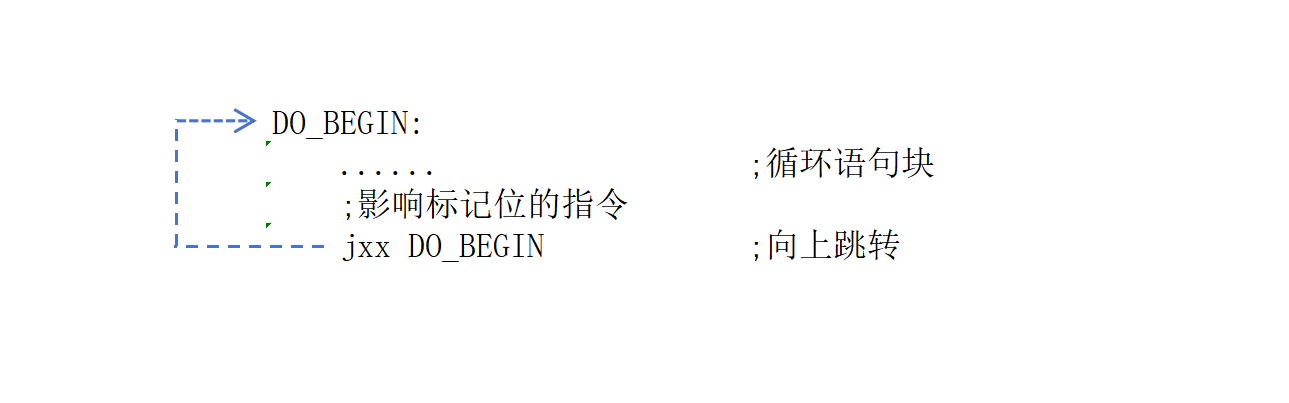 DO_BEGIN:
...... ;循环语句块
;影响标记位的指令
jxx DO_BEGIN ;向上跳转